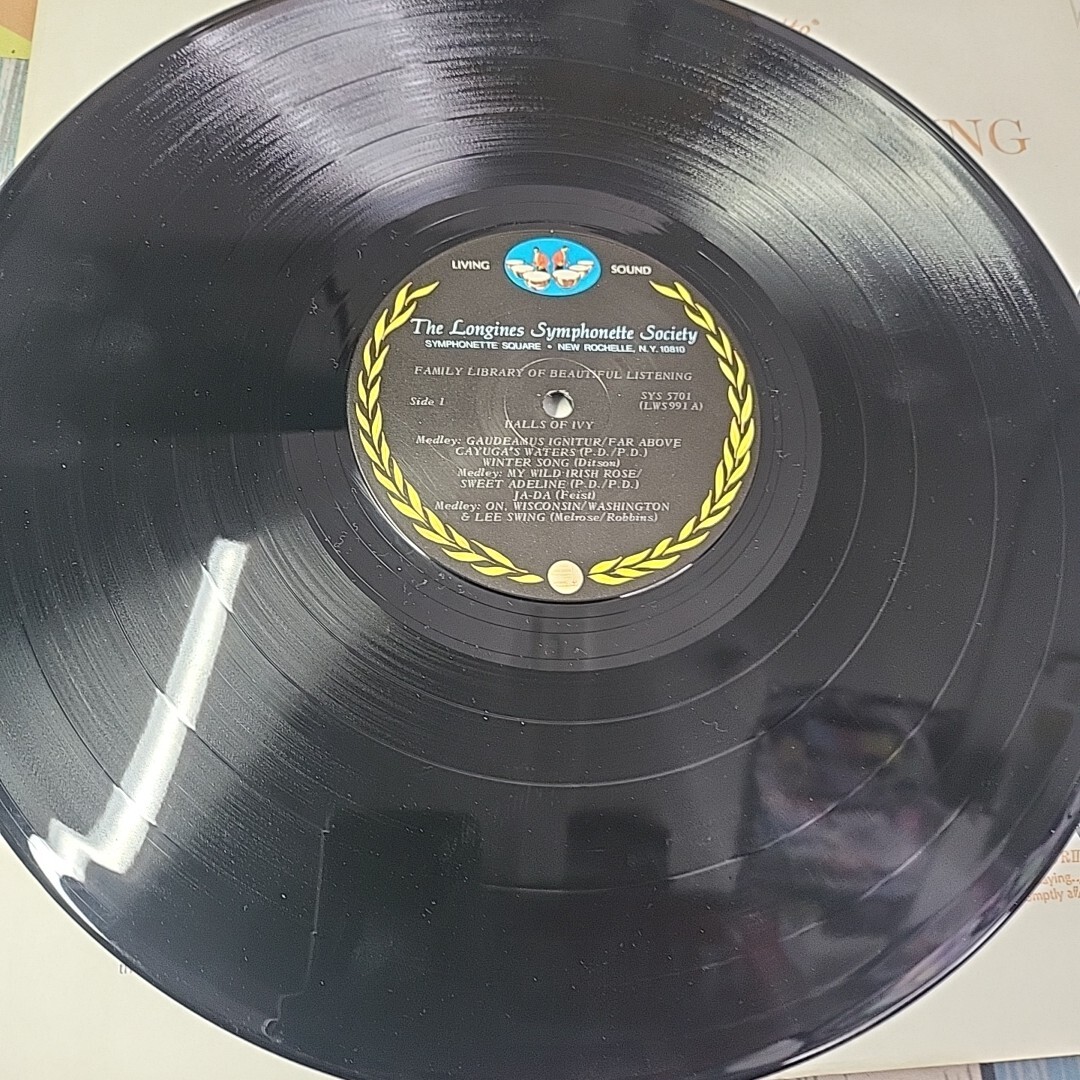 NG
LIVING SOUND
The Longines Symphonette Society
SYMPHONETTE SQUARE • NEW ROCHELLE, N.Y. 10810
FAMILY LIBRARY OF BEAUTIFUL LISTENING
Side 1
SYS 5701
(LWS 991 A)
HALLS OF IVY
Medley: GAUDEAMUS IGNITUR/FAR ABOVE
CAYUGA'S WATERS (P.D./P.D.)
WINTER SONG (Ditson)
Medley: MY WILD IRISH ROSE/
SWEET ADELINE (P.D./P.D.)
JA-DA (Feist)
Medley: ON, WISCONSIN/WASHINGTON
& LEE SWING (Melrose/Robbins)